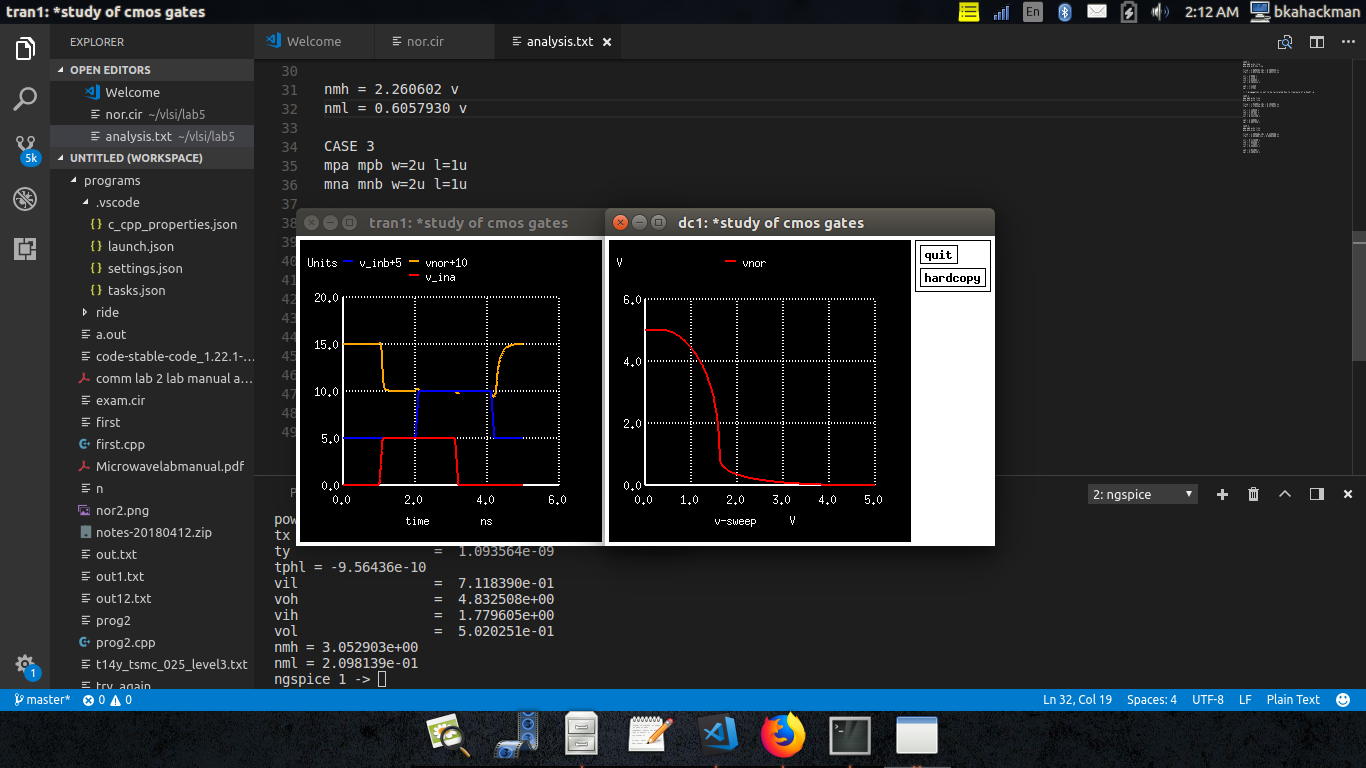 tran1: *study of cmos gates
En
2:12 AM
bkahackman
EXPLORER
Welcome
nor.cir
analysis.txt
OPEN EDITORS
Welcome
nor.cir ~/vlsi/lab5
analysis.txt ~/vlsi/lab5
UNTITLED (WORKSPACE)
programs
.vscode
c_cpp_properties.json
launch.json
settings.json
tasks.json
ride
a.out
code-stable-code_1.22.1-...
comm lab 2 lab manual a...
exam.cir
first
first.cpp
Microwavelabmanual.pdf
n
nor2.png
notes-20180412.zip
out.txt
out1.txt
out12.txt
prog2
prog2.cpp
t14y_tsmc_025_level3.txt
try_again
5k
1
30
31 nmh = 2.260602 v
32 nml = 0.6057930 v
33
34 CASE 3
35 mpa mpb w=2u l=1u
36 mna mnb w=2u l=1u
37
38
39
40
41
42
43
44
45
46
47
48
49
tran1: *study of cmos gates
Units v_inb+5 vnor+10
v_ina
20.0
15.0
10.0
5.0
0.0
0.0 2.0 4.0 6.0
time ns
dc1: *study of cmos gates
V vnor
6.0
4.0
2.0
0.0
0.0 1.0 2.0 3.0 4.0 5.0
v-sweep V
quit
hardcopy
2: ngspice
pow
tx
ty = 1.093564e-09
tphl = -9.56436e-10
vil = 7.118390e-01
voh = 4.832508e+00
vih = 1.779605e+00
vol = 5.020251e-01
nmh = 3.052903e+00
nml = 2.098139e-01
ngspice 1 ->
master* 0 0
Ln 32, Col 19 Spaces: 4 UTF-8 LF Plain Text